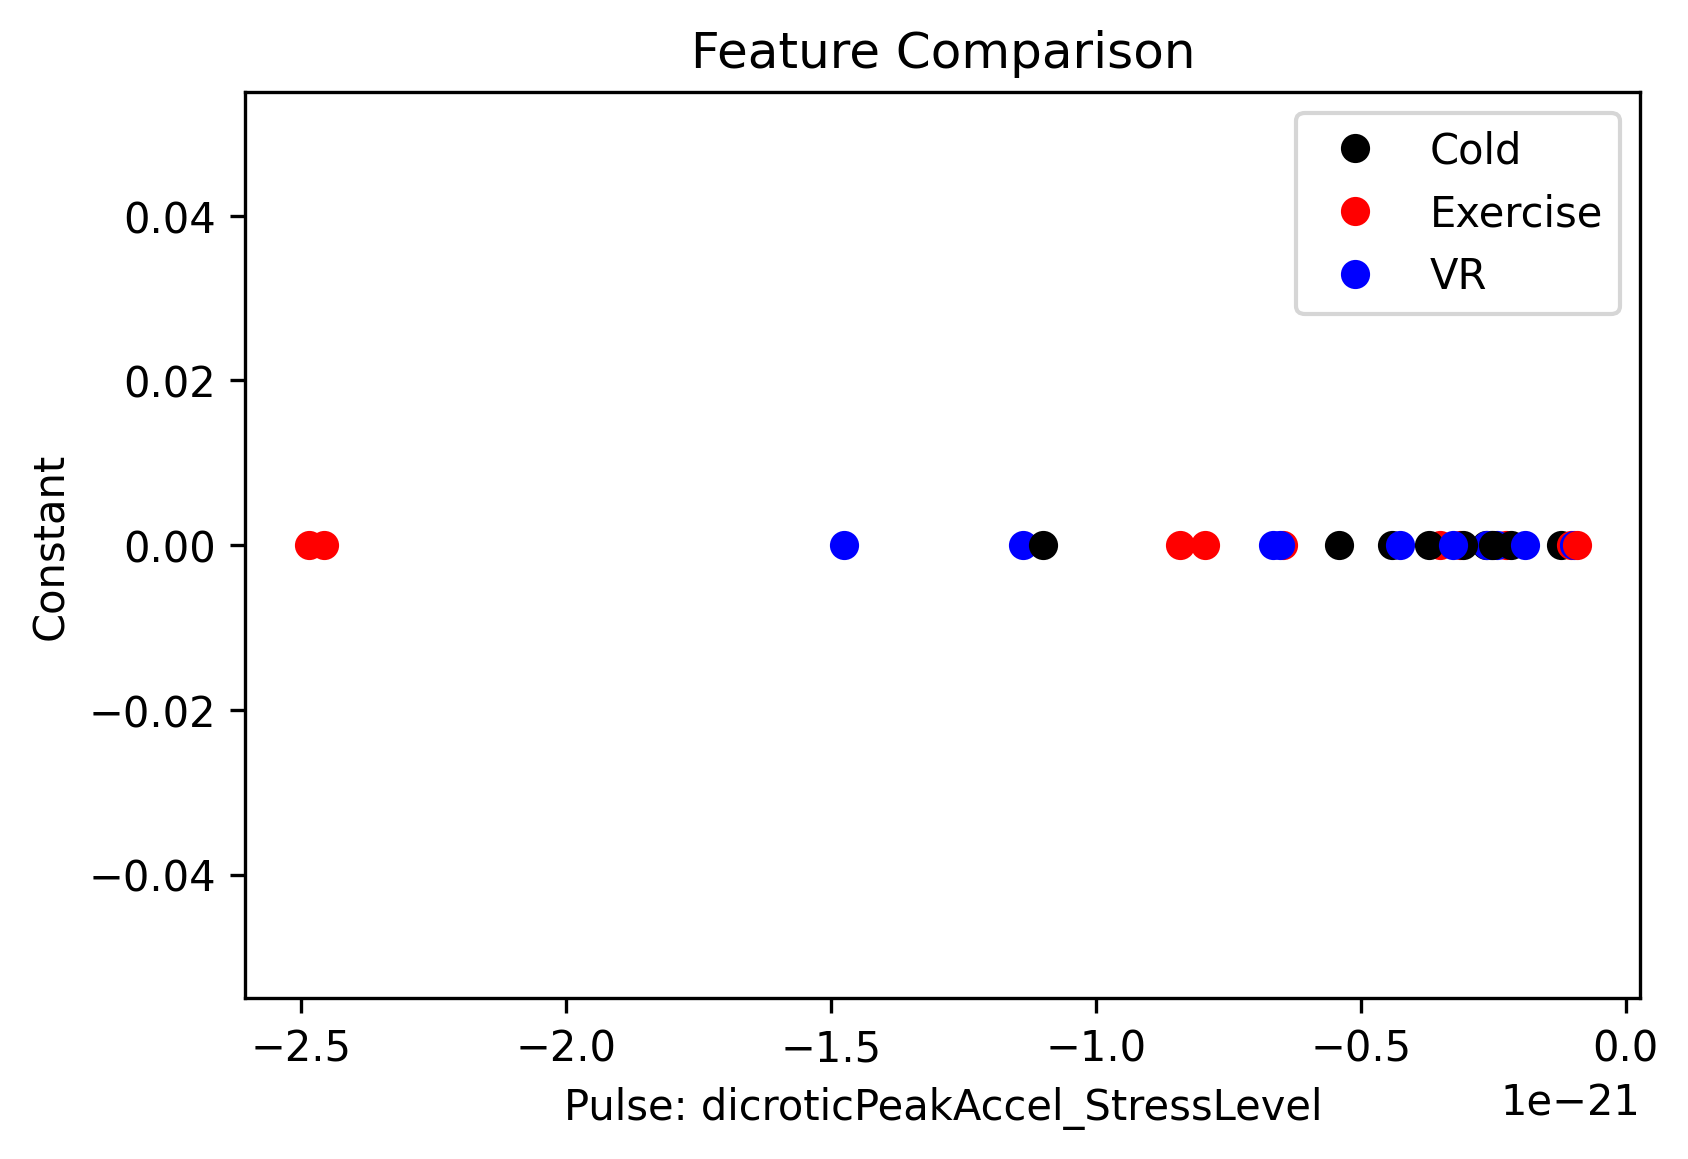 Feature Comparison
Cold
Exercise
VR
0.04
0.02
0.00
−0.02
−0.04
Constant
−2.5 −2.0 −1.5 −1.0 −0.5 0.0
1e−21
Pulse: dicroticPeakAccel_StressLevel